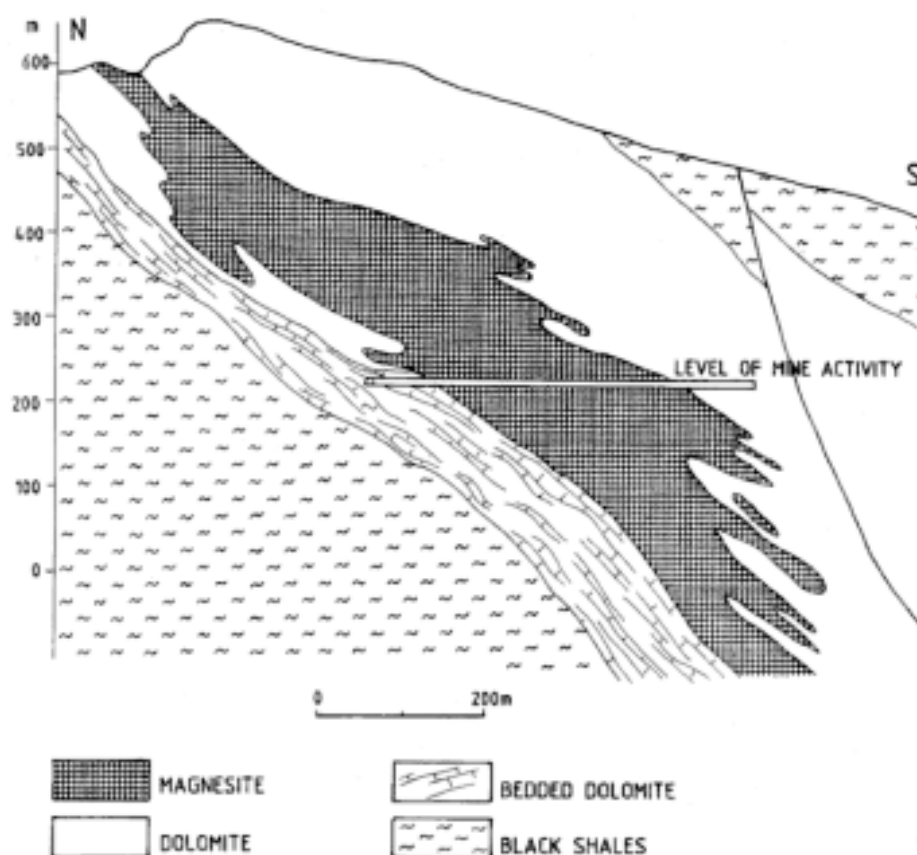 m N
600
500
S
400
300
LEVEL OF MINE ACTIVITY
200
100
0
0 200m
MAGNESITE BEDDED DOLOMITE
DOLOMITE BLACK SHALES